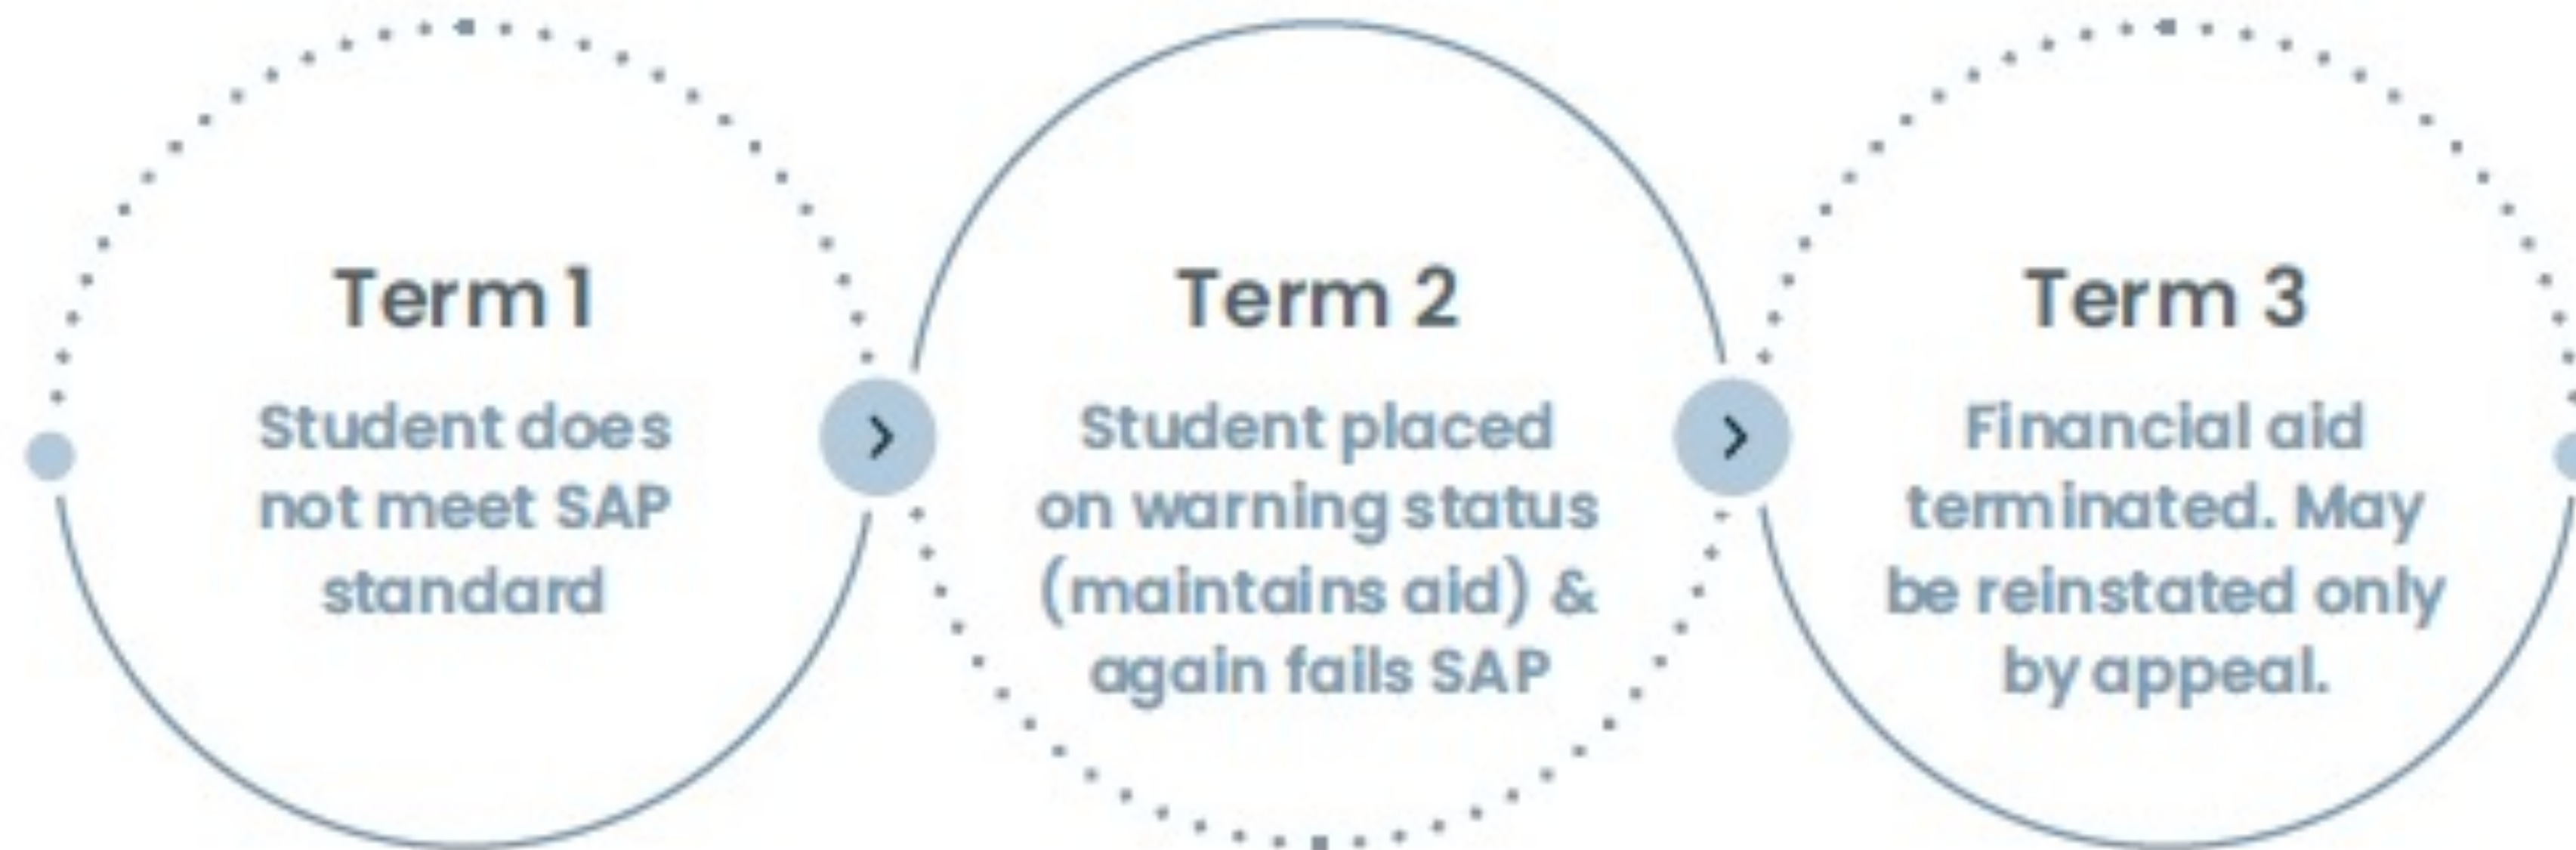 Term 1
Student does
not meet SAP
standard
Term 2
Student placed
on warning status
(maintains aid) &
again fails SAP
Term 3
Financial aid
terminated. May
be reinstated only
by appeal.